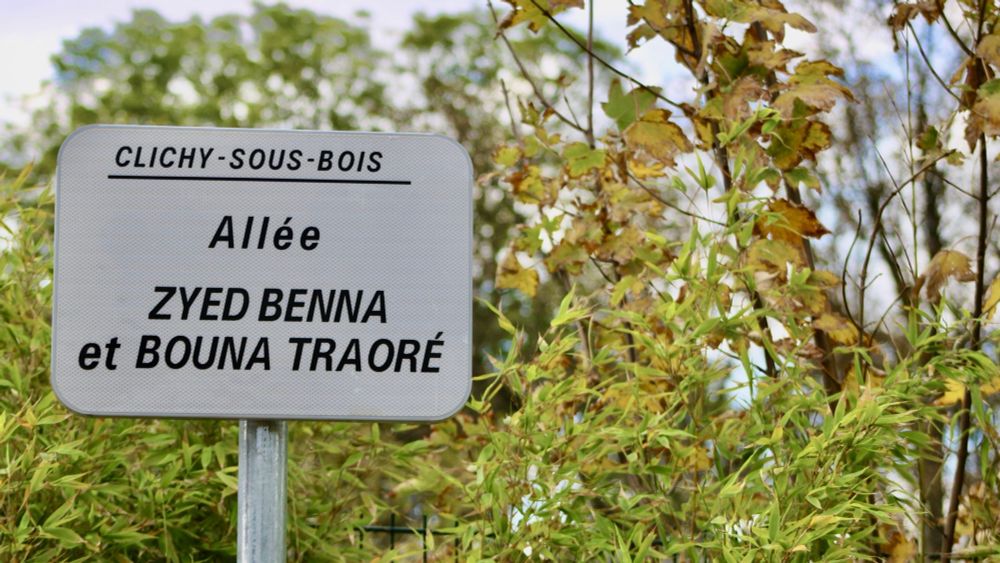 CLICHY-SOUS-BOIS
Allée
ZYED BENNA
et BOUNA TRAORÉ